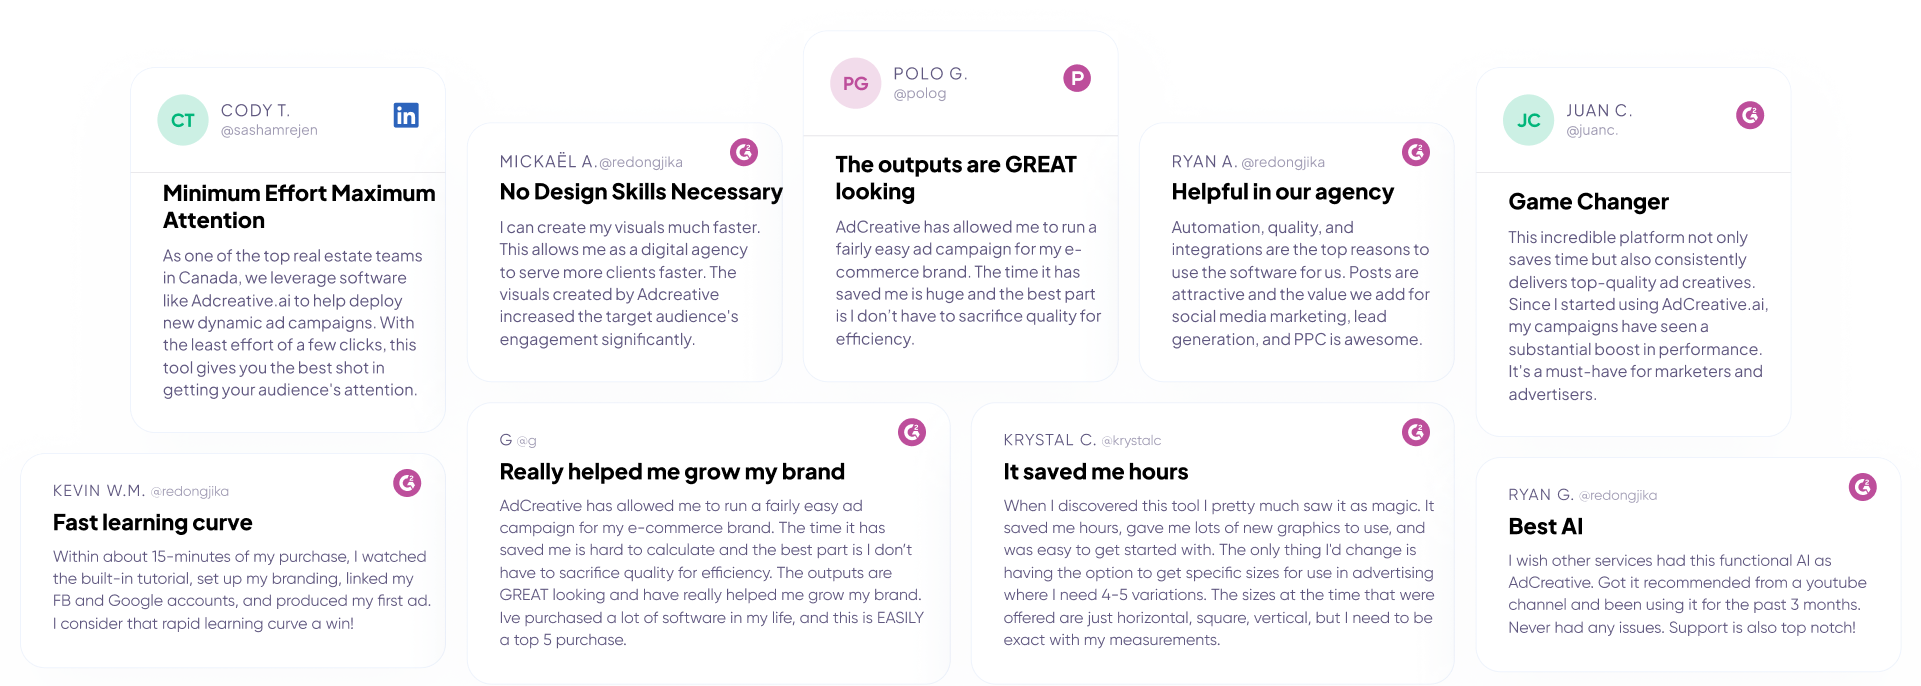 CT
CODY T.
@sashamrejen
in
Minimum Effort Maximum
Attention
As one of the top real estate teams
in Canada, we leverage software
like Adcreative.ai to help deploy
new dynamic ad campaigns. With
the least effort of a few clicks, this
tool gives you the best shot in
getting your audience's attention.
KEVIN W.M. @redongjika
G2
Fast learning curve
Within about 15-minutes of my purchase, I watched
the built-in tutorial, set up my branding, linked my
FB and Google accounts, and produced my first ad.
I consider that rapid learning curve a win!
MICKAËL A. @redongjika
G2
No Design Skills Necessary
I can create my visuals much faster.
This allows me as a digital agency
to serve more clients faster. The
visuals created by Adcreative
increased the target audience's
engagement significantly.
PG
POLO G.
@polog
P
The outputs are GREAT
looking
AdCreative has allowed me to run a
fairly easy ad campaign for my e-
commerce brand. The time it has
saved me is huge and the best part
is I don't have to sacrifice quality for
efficiency.
RYAN A. @redongjika
G2
Helpful in our agency
Automation, quality, and
integrations are the top reasons to
use the software for us. Posts are
attractive and the value we add for
social media marketing, lead
generation, and PPC is awesome.
G @g
G2
Really helped me grow my brand
AdCreative has allowed me to run a fairly easy ad
campaign for my e-commerce brand. The time it has
saved me is hard to calculate and the best part is I don't
have to sacrifice quality for efficiency. The outputs are
GREAT looking and have really helped me grow my brand.
Ive purchased a lot of software in my life, and this is EASILY
a top 5 purchase.
KRYSTAL C. @krystalc
G2
It saved me hours
When I discovered this tool I pretty much saw it as magic. It
saved me hours, gave me lots of new graphics to use, and
was easy to get started with. The only thing I'd change is
having the option to get specific sizes for use in advertising
where I need 4-5 variations. The sizes at the time that were
offered are just horizontal, square, vertical, but I need to be
exact with my measurements.
JC
JUAN C.
@juanc.
G2
Game Changer
This incredible platform not only
saves time but also consistently
delivers top-quality ad creatives.
Since I started using AdCreative.ai,
my campaigns have seen a
substantial boost in performance.
It's a must-have for marketers and
advertisers.
RYAN G. @redongjika
G2
Best AI
I wish other services had this functional AI as
AdCreative. Got it recommended from a youtube
channel and been using it for the past 3 months.
Never had any issues. Support is also top notch!